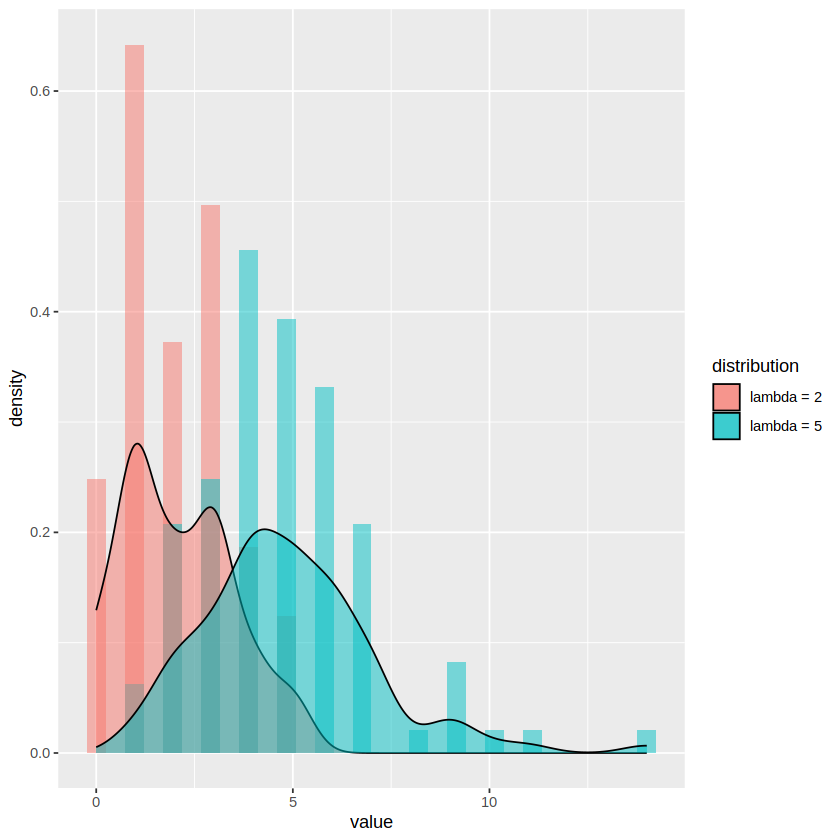 0.6
0.4
0.2
0.0
density
0
5
10
value
distribution
lambda = 2
lambda = 5